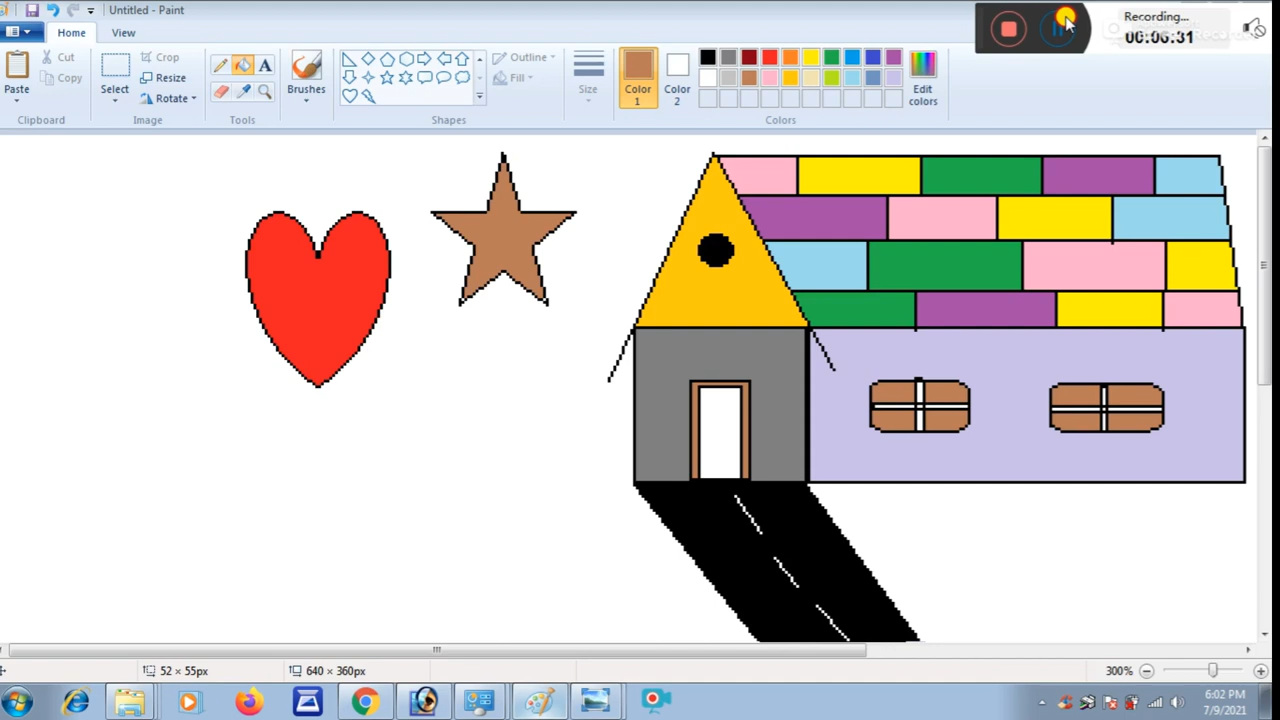 Untitled - Paint
Recording...
00:06:31
Home
View
Paste
Cut
Copy
Clipboard
Select
Crop
Resize
Rotate
Image
A
Tools
Brushes
Outline
Fill
Shapes
Size
Color
1
Color
2
Edit
colors
Colors
52 × 55px
640 × 360px
300%
6:02 PM
7/9/2021